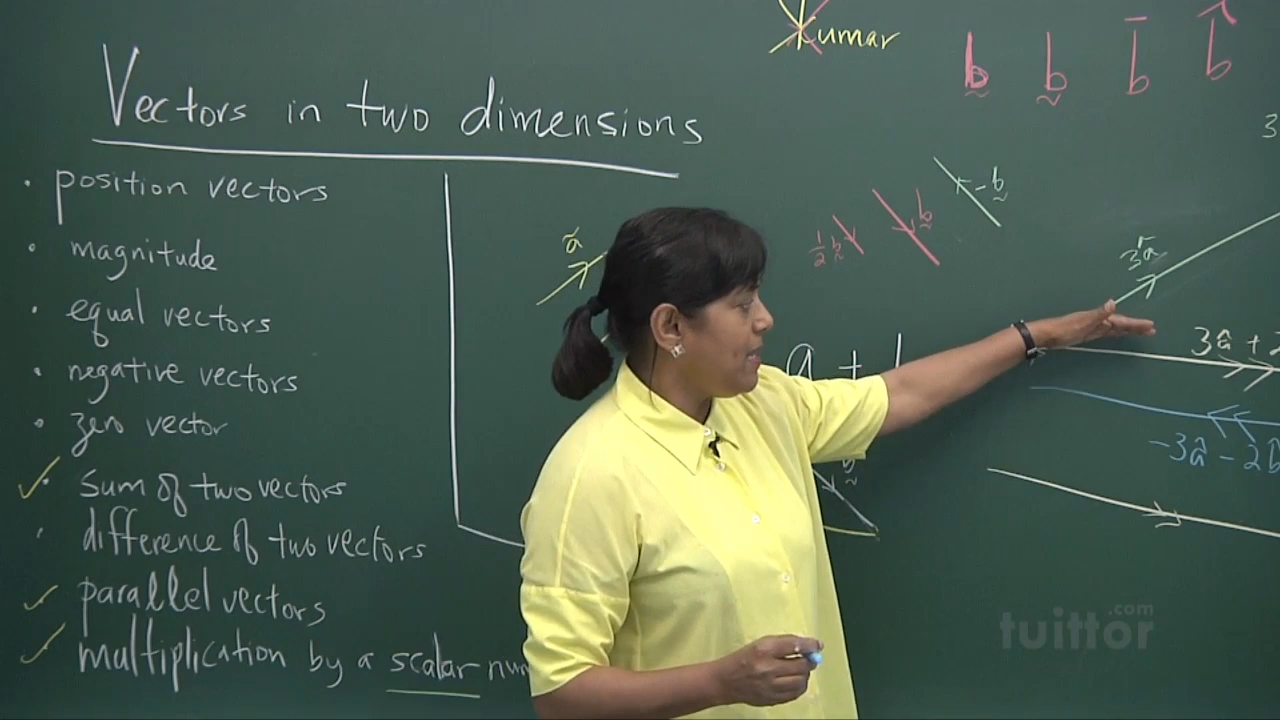 Kumar
b b b̄ b̂
Vectors in two dimensions
· position vectors
· magnitude
· equal vectors
· negative vectors
· zero vector
✓· sum of two vectors
· difference of two vectors
✓ parallel vectors
✓ multiplication by a scalar
a
½ b
b
-b
3a
3a +
-3a - 2b
a +
b
tuittor.com